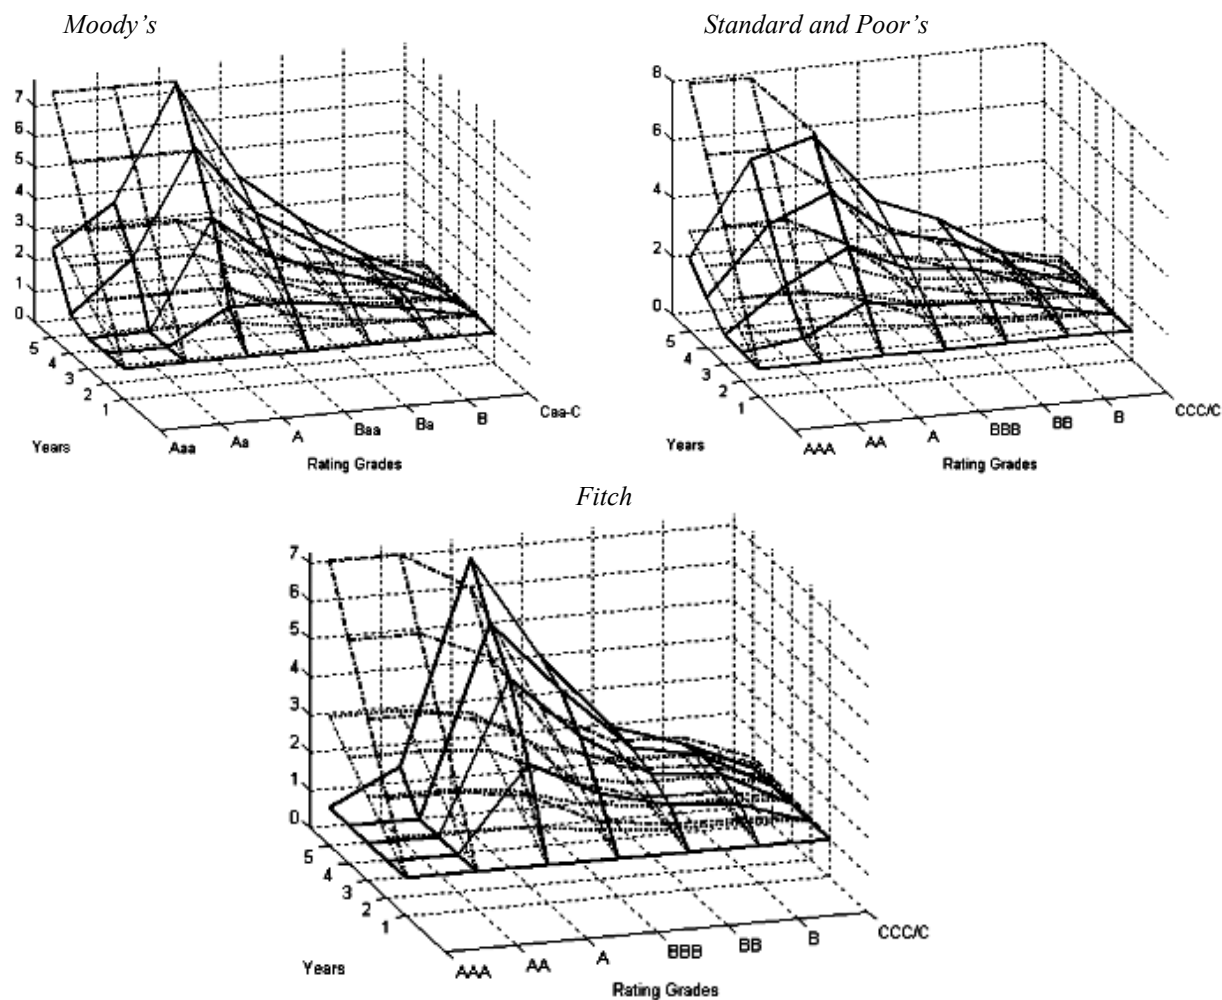 Moody's
7
6
5
4
3
2
1
0
5
4
3
2
1
Years
Aaa
Aa
A
Baa
Ba
B
Caa-C
Rating Grades
Standard and Poor's
8
6
4
2
0
5
4
3
2
1
Years
AAA
AA
A
BBB
BB
B
CCC/C
Rating Grades
Fitch
7
6
5
4
3
2
1
0
5
4
3
2
1
Years
AAA
AA
A
BBB
BB
B
CCC/C
Rating Grades